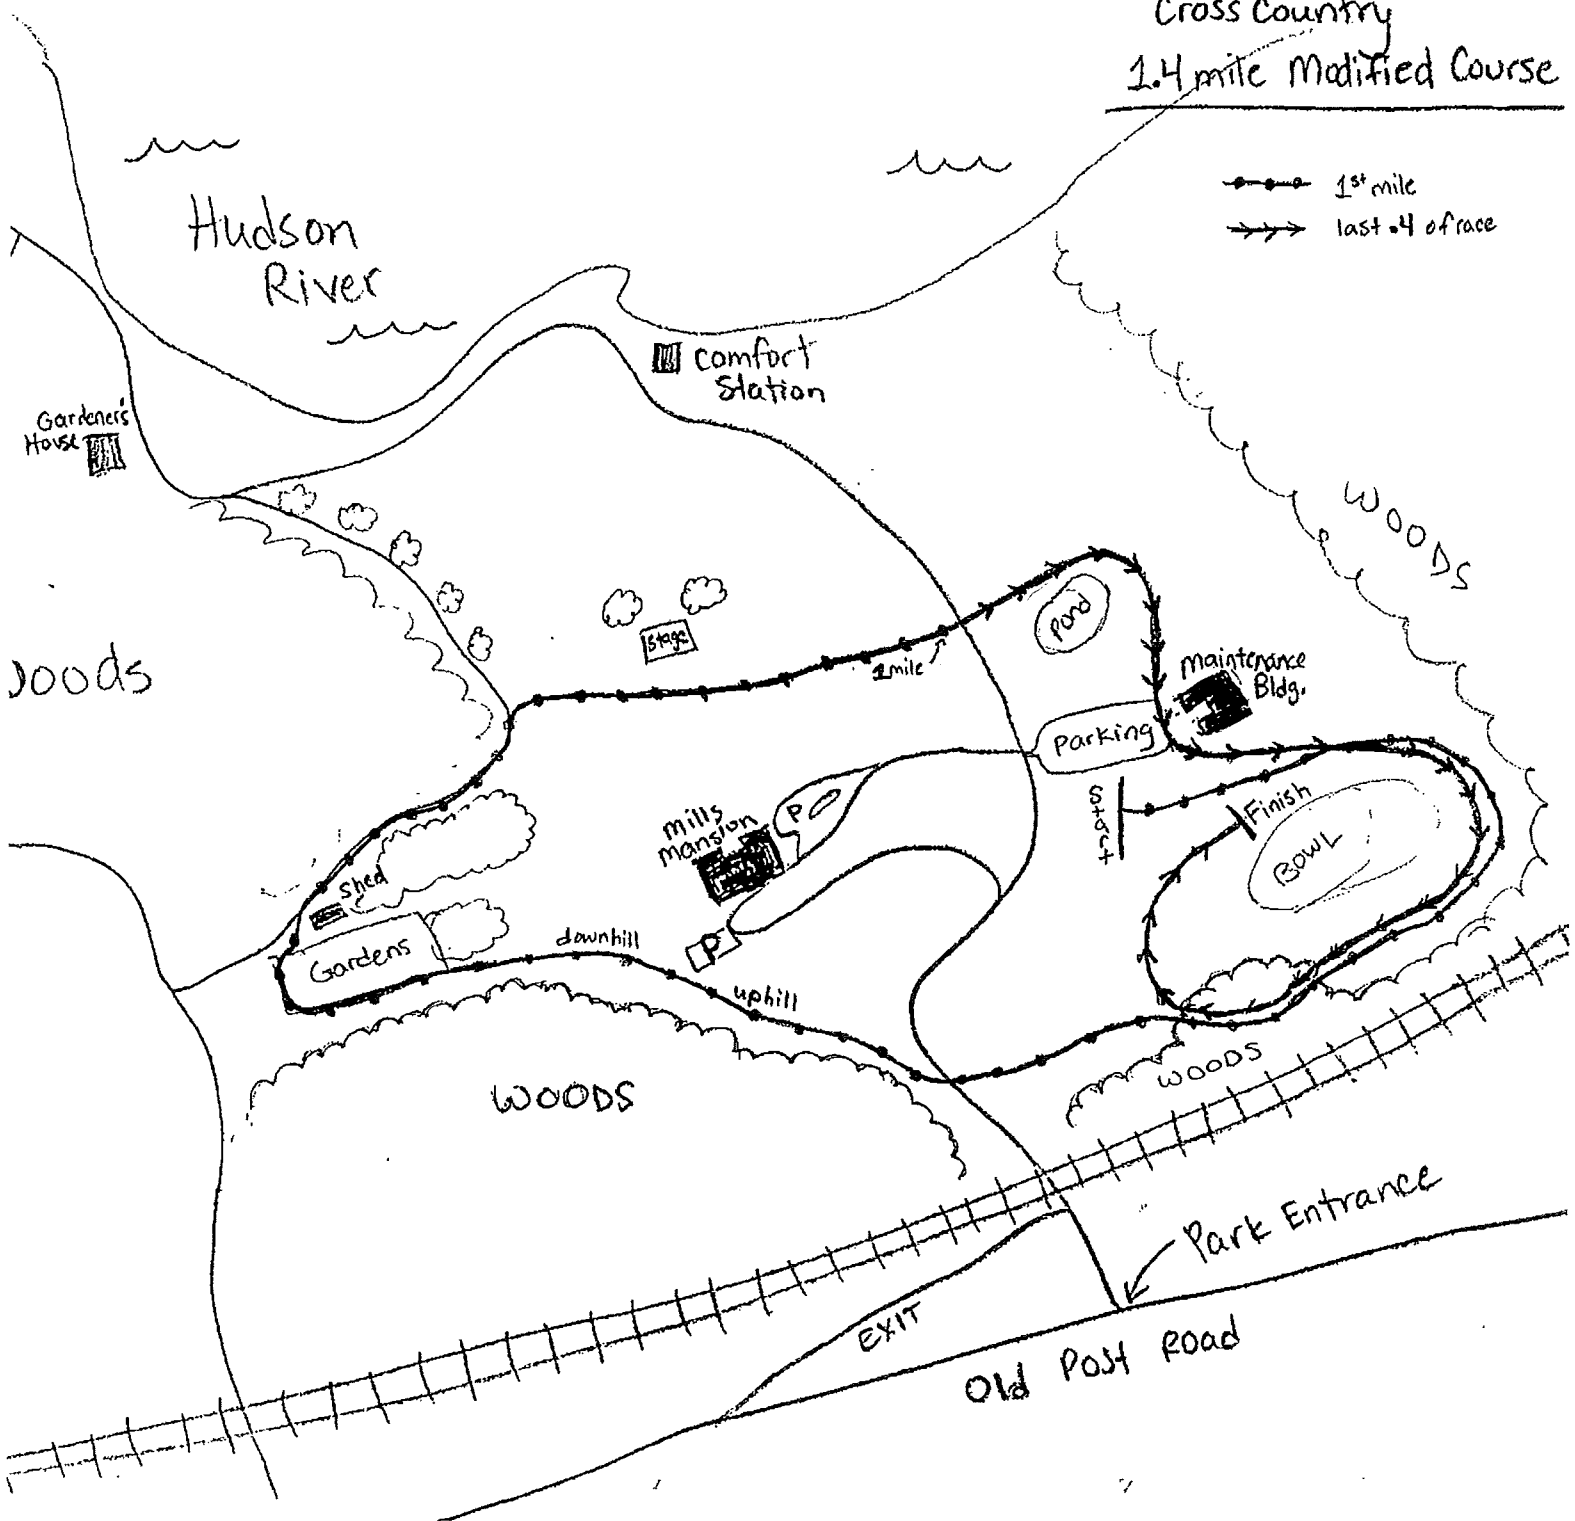 Cross Country
1.4 mile Modified Course
1st mile
last .4 of race
Hudson
River
Comfort
Station
Gardener's
House
WOODS
Pond
Stage
1 mile
Maintenance
Bldg.
Parking
Start
Finish
BOWL
P
Mills
Mansion
P
Shed
Gardens
downhill
uphill
WOODS
WOODS
Park Entrance
EXIT
Old Post Road